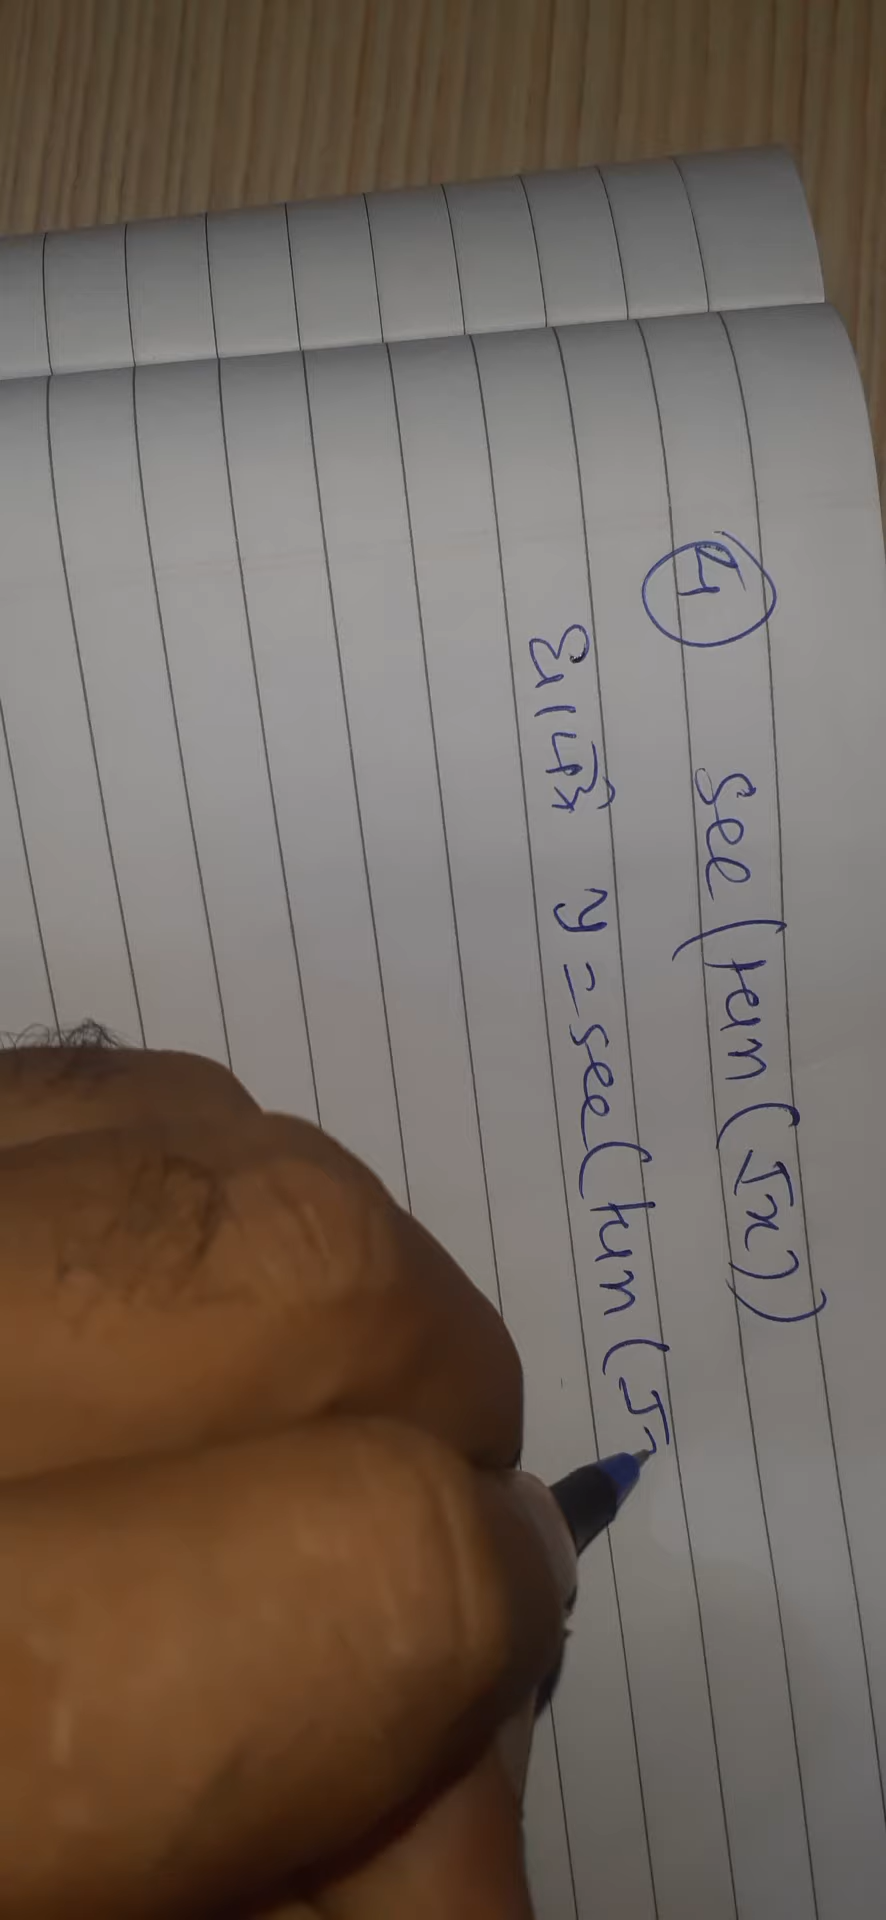 ④ sec(tan(√x))
माना कि y = sec(tan(√x